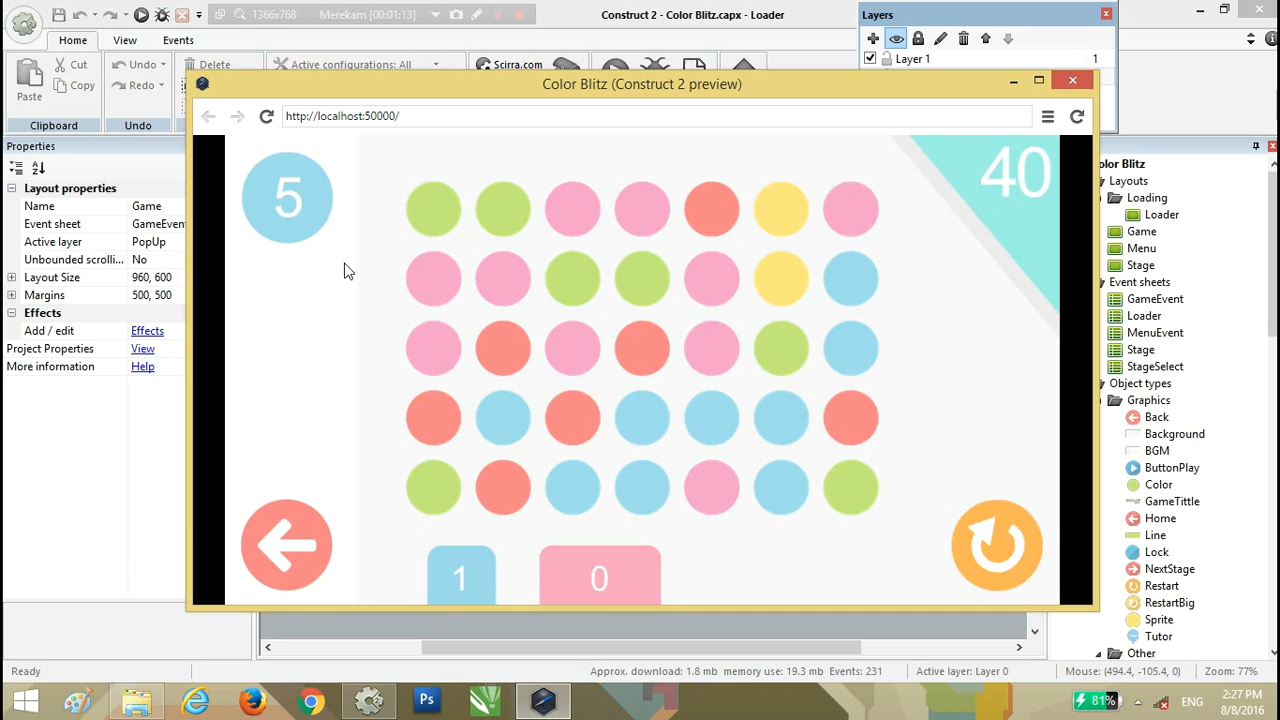 1366x768
Merekam [00:01:13]
Construct 2 - Color Blitz.capx - Loader
Layers
Home
View
Events
Layer 1
1
Paste
Cut
Copy
Undo
Redo
Delete
Active configurations: All
Scirra.com
Clipboard
Undo
Color Blitz (Construct 2 preview)
http://localhost:50000/
Properties
Layout properties
Name
Game
Event sheet
GameEvent
Active layer
PopUp
Unbounded scrolli...
No
Layout Size
960, 600
Margins
500, 500
Effects
Add / edit
Effects
Project Properties
View
More information
Help
5
40
1
0
olor Blitz
Layouts
Loading
Loader
Game
Menu
Stage
Event sheets
GameEvent
Loader
MenuEvent
Stage
StageSelect
Object types
Graphics
Back
Background
BGM
ButtonPlay
Color
GameTittle
Home
Line
Lock
NextStage
Restart
RestartBig
Sprite
Tutor
Other
Ready
Approx. download: 1.8 mb
memory use: 19.3 mb
Events: 231
Active layer: Layer 0
Mouse: (494.4, -105.4, 0)
Zoom: 77%
Ps
81%
ENG
2:27 PM
8/8/2016